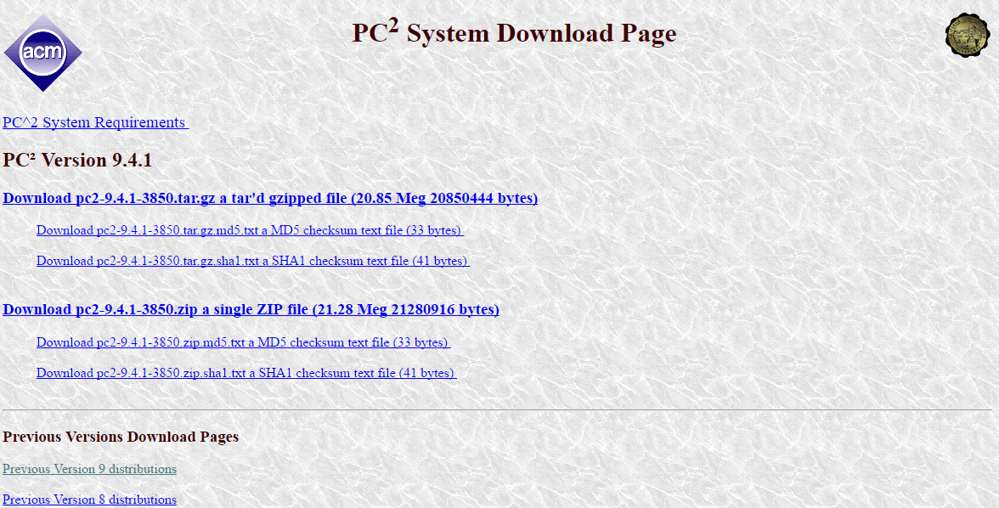 acm
PC² System Download Page
PC^2 System Requirements
PC² Version 9.4.1
Download pc2-9.4.1-3850.tar.gz a tar'd gzipped file (20.85 Meg 20850444 bytes)
Download pc2-9.4.1-3850.tar.gz.md5.txt a MD5 checksum text file (33 bytes)
Download pc2-9.4.1-3850.tar.gz.sha1.txt a SHA1 checksum text file (41 bytes)
Download pc2-9.4.1-3850.zip a single ZIP file (21.28 Meg 21280916 bytes)
Download pc2-9.4.1-3850.zip.md5.txt a MD5 checksum text file (33 bytes)
Download pc2-9.4.1-3850.zip.sha1.txt a SHA1 checksum text file (41 bytes)
Previous Versions Download Pages
Previous Version 9 distributions
Previous Version 8 distributions